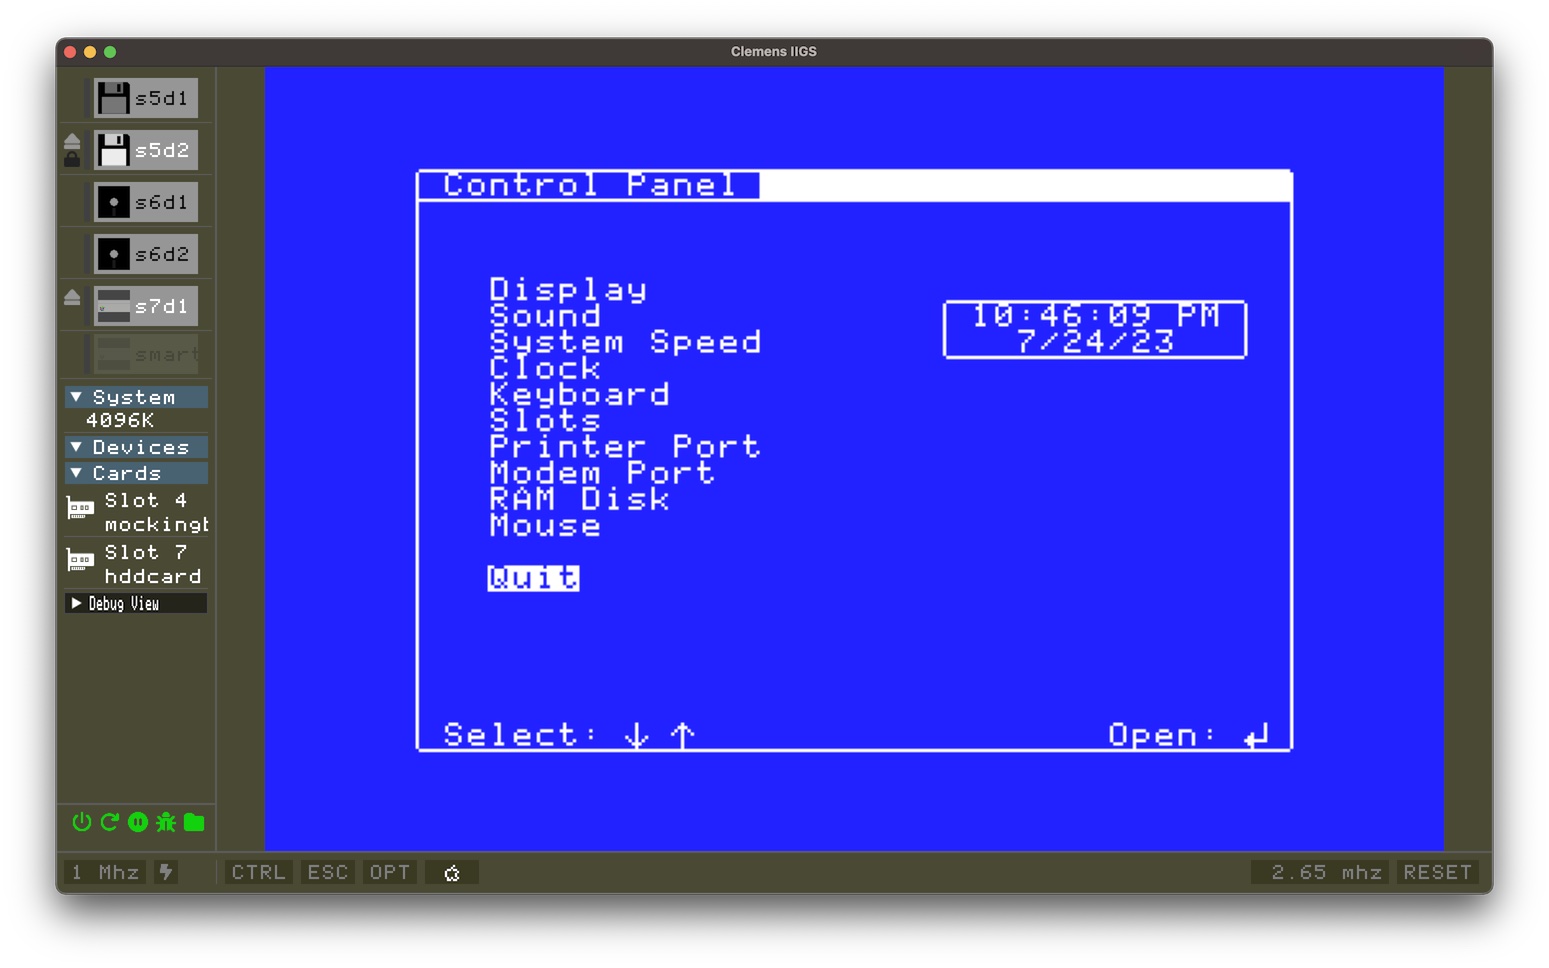 Clemens IIGS
s5d1
s5d2
s6d1
s6d2
s7d1
smart
System
4096K
Devices
Cards
Slot 4
mocking
Slot 7
hddcard
Debug View
Control Panel
Display
Sound
System Speed
Clock
Keyboard
Slots
Printer Port
Modem Port
RAM Disk
Mouse
Quit
10:46:09 PM
7/24/23
Select: ↓ ↑
Open: ↵
1 Mhz
CTRL
ESC
OPT
2.65 mhz
RESET